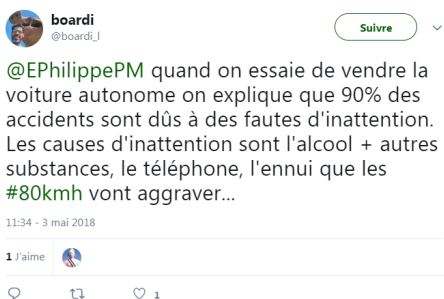 boardi
@boardi_l
Suivre
@EPhilippePM quand on essaie de vendre la
voiture autonome on explique que 90% des
accidents sont dûs à des fautes d'inattention.
Les causes d'inattention sont l'alcool + autres
substances, le téléphone, l'ennui que les
#80kmh vont aggraver...
11:34 - 3 mai 2018
1 J'aime
1